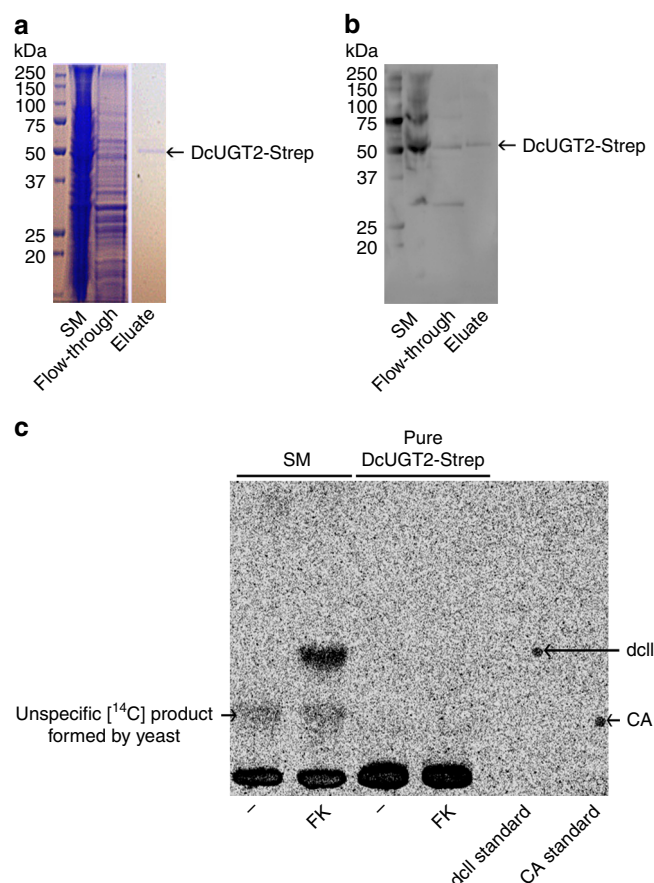 a
kDa
250
150
100
75
50
37
25
20
DcUGT2-Strep
SM
Flow-through
Eluate
b
kDa
250
150
100
75
50
37
25
20
DcUGT2-Strep
SM
Flow-through
Eluate
c
SM
Pure
DcUGT2-Strep
dcII
Unspecific [¹⁴C] product
formed by yeast
CA
–
FK
–
FK
dcII standard
CA standard